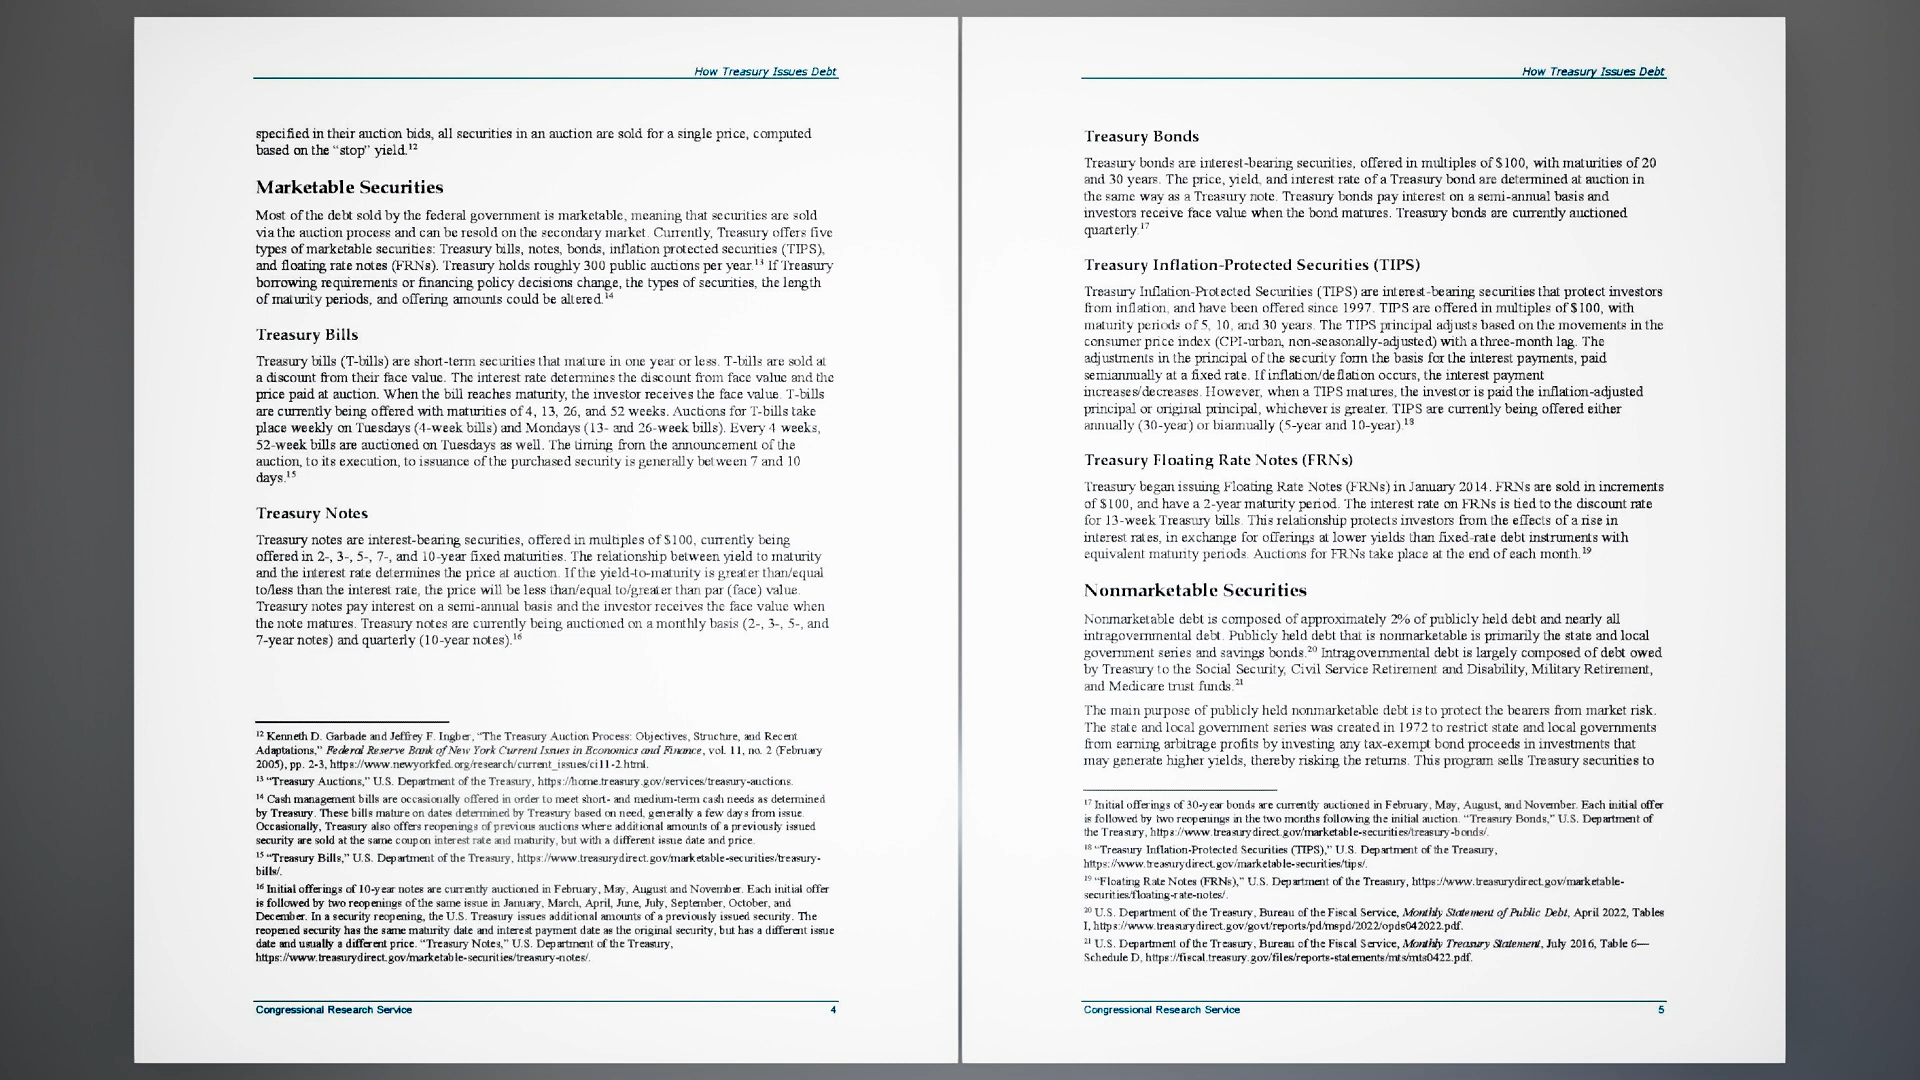 How Treasury Issues Debt
specified in their auction bids, all securities in an auction are sold for a single price, computed
based on the “stop” yield.12
Marketable Securities
Most of the debt sold by the federal government is marketable, meaning that securities are sold
via the auction process and can be resold on the secondary market. Currently, Treasury offers five
types of marketable securities: Treasury bills, notes, bonds, inflation protected securities (TIPS),
and floating rate notes (FRNs). Treasury holds roughly 300 public auctions per year.13 If Treasury
borrowing requirements or financing policy decisions change, the types of securities, the length
of maturity periods, and offering amounts could be altered.14
Treasury Bills
Treasury bills (T-bills) are short-term securities that mature in one year or less. T-bills are sold at
a discount from their face value. The interest rate determines the discount from face value and the
price paid at auction. When the bill reaches maturity, the investor receives the face value. T-bills
are currently being offered with maturities of 4, 13, 26, and 52 weeks. Auctions for T-bills take
place weekly on Tuesdays (4-week bills) and Mondays (13- and 26-week bills). Every 4 weeks,
52-week bills are auctioned on Tuesdays as well. The timing from the announcement of the
auction, to its execution, to issuance of the purchased security is generally between 7 and 10
days.15
Treasury Notes
Treasury notes are interest-bearing securities, offered in multiples of $100, currently being
offered in 2-, 3-, 5-, 7-, and 10-year fixed maturities. The relationship between yield to maturity
and the interest rate determines the price at auction. If the yield-to-maturity is greater than/equal
to/less than the interest rate, the price will be less than/equal to/greater than par (face) value.
Treasury notes pay interest on a semi-annual basis and the investor receives the face value when
the note matures. Treasury notes are currently being auctioned on a monthly basis (2-, 3-, 5-, and
7-year notes) and quarterly (10-year notes).16
12 Kenneth D. Garbade and Jeffrey F. Ingber, “The Treasury Auction Process: Objectives, Structure, and Recent
Adaptations,” Federal Reserve Bank of New York Current Issues in Economics and Finance, vol. 11, no. 2 (February
2005), pp. 2-3, https://www.newyorkfed.org/research/current_issues/ci11-2.html.
13 “Treasury Auctions,” U.S. Department of the Treasury, https://home.treasury.gov/services/treasury-auctions.
14 Cash management bills are occasionally offered in order to meet short- and medium-term cash needs as determined
by Treasury. These bills mature on dates determined by Treasury based on need, generally a few days from issue.
Occasionally, Treasury also offers reopenings of previous auctions where additional amounts of a previously issued
security are sold at the same coupon interest rate and maturity, but with a different issue date and price.
15 “Treasury Bills,” U.S. Department of the Treasury, https://www.treasurydirect.gov/marketable-securities/treasury-
bills/.
16 Initial offerings of 10-year notes are currently auctioned in February, May, August and November. Each initial offer
is followed by two reopenings of the same issue in January, March, April, June, July, September, October, and
December. In a security reopening, the U.S. Treasury issues additional amounts of a previously issued security. The
reopened security has the same maturity date and interest payment date as the original security, but has a different issue
date and usually a different price. “Treasury Notes,” U.S. Department of the Treasury,
https://www.treasurydirect.gov/marketable-securities/treasury-notes/.
Congressional Research Service 4
How Treasury Issues Debt
Treasury Bonds
Treasury bonds are interest-bearing securities, offered in multiples of $100, with maturities of 20
and 30 years. The price, yield, and interest rate of a Treasury bond are determined at auction in
the same way as a Treasury note. Treasury bonds pay interest on a semi-annual basis and
investors receive face value when the bond matures. Treasury bonds are currently auctioned
quarterly.17
Treasury Inflation-Protected Securities (TIPS)
Treasury Inflation-Protected Securities (TIPS) are interest-bearing securities that protect investors
from inflation, and have been offered since 1997. TIPS are offered in multiples of $100, with
maturity periods of 5, 10, and 30 years. The TIPS principal adjusts based on the movements in the
consumer price index (CPI-urban, non-seasonally-adjusted) with a three-month lag. The
adjustments in the principal of the security form the basis for the interest payments, paid
semiannually at a fixed rate. If inflation/deflation occurs, the interest payment
increases/decreases. However, when a TIPS matures, the investor is paid the inflation-adjusted
principal or original principal, whichever is greater. TIPS are currently being offered either
annually (30-year) or biannually (5-year and 10-year).18
Treasury Floating Rate Notes (FRNs)
Treasury began issuing Floating Rate Notes (FRNs) in January 2014. FRNs are sold in increments
of $100, and have a 2-year maturity period. The interest rate on FRNs is tied to the discount rate
for 13-week Treasury bills. This relationship protects investors from the effects of a rise in
interest rates, in exchange for offerings at lower yields than fixed-rate debt instruments with
equivalent maturity periods. Auctions for FRNs take place at the end of each month.19
Nonmarketable Securities
Nonmarketable debt is composed of approximately 2% of publicly held debt and nearly all
intragovernmental debt. Publicly held debt that is nonmarketable is primarily the state and local
government series and savings bonds.20 Intragovernmental debt is largely composed of debt owed
by Treasury to the Social Security, Civil Service Retirement and Disability, Military Retirement,
and Medicare trust funds.21
The main purpose of publicly held nonmarketable debt is to protect the bearers from market risk.
The state and local government series was created in 1972 to restrict state and local governments
from earning arbitrage profits by investing any tax-exempt bond proceeds in investments that
may generate higher yields, thereby risking the returns. This program sells Treasury securities to
17 Initial offerings of 30-year bonds are currently auctioned in February, May, August, and November. Each initial offer
is followed by two reopenings in the two months following the initial auction. “Treasury Bonds,” U.S. Department of
the Treasury, https://www.treasurydirect.gov/marketable-securities/treasury-bonds/.
18 “Treasury Inflation-Protected Securities (TIPS),” U.S. Department of the Treasury,
https://www.treasurydirect.gov/marketable-securities/tips/.
19 “Floating Rate Notes (FRNs),” U.S. Department of the Treasury, https://www.treasurydirect.gov/marketable-
securities/floating-rate-notes/.
20 U.S. Department of the Treasury, Bureau of the Fiscal Service, Monthly Statement of Public Debt, April 2022, Tables
I, https://www.treasurydirect.gov/govt/reports/pd/mspd/2022/opds042022.pdf.
21 U.S. Department of the Treasury, Bureau of the Fiscal Service, Monthly Treasury Statement, July 2016, Table 6—
Schedule D, https://fiscal.treasury.gov/files/reports-statements/mts/mts0422.pdf.
Congressional Research Service 5